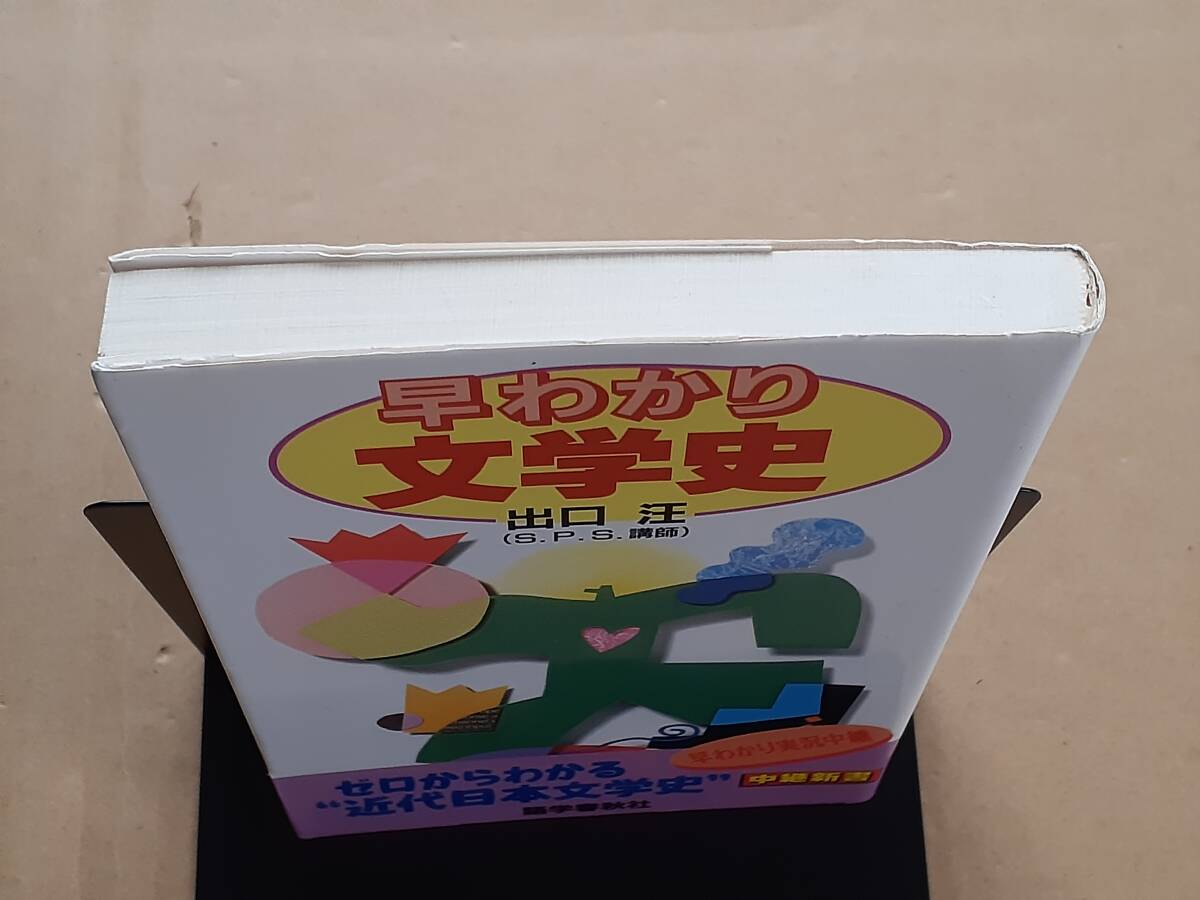 早わかり
文学史
出口 汪
(S.P.S.講師)
早わかり実況中継
ゼロからわかる
“近代日本文学史”
中継新書
語学春秋社